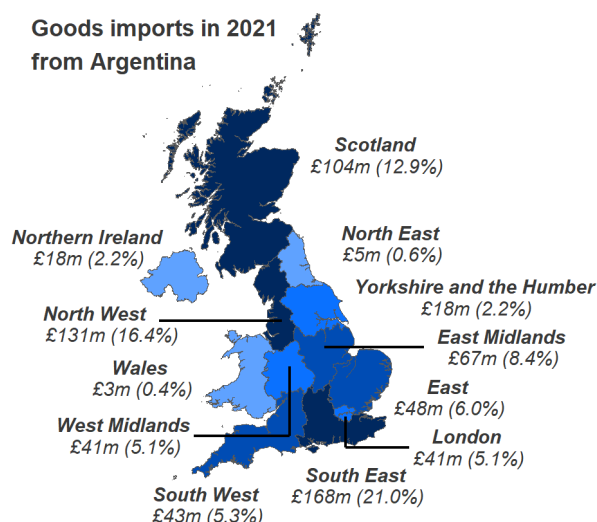 Goods imports in 2021
from Argentina
Scotland
£104m (12.9%)
Northern Ireland
£18m (2.2%)
North East
£5m (0.6%)
Yorkshire and the Humber
£18m (2.2%)
North West
£131m (16.4%)
East Midlands
£67m (8.4%)
Wales
£3m (0.4%)
East
£48m (6.0%)
West Midlands
£41m (5.1%)
London
£41m (5.1%)
South East
£168m (21.0%)
South West
£43m (5.3%)